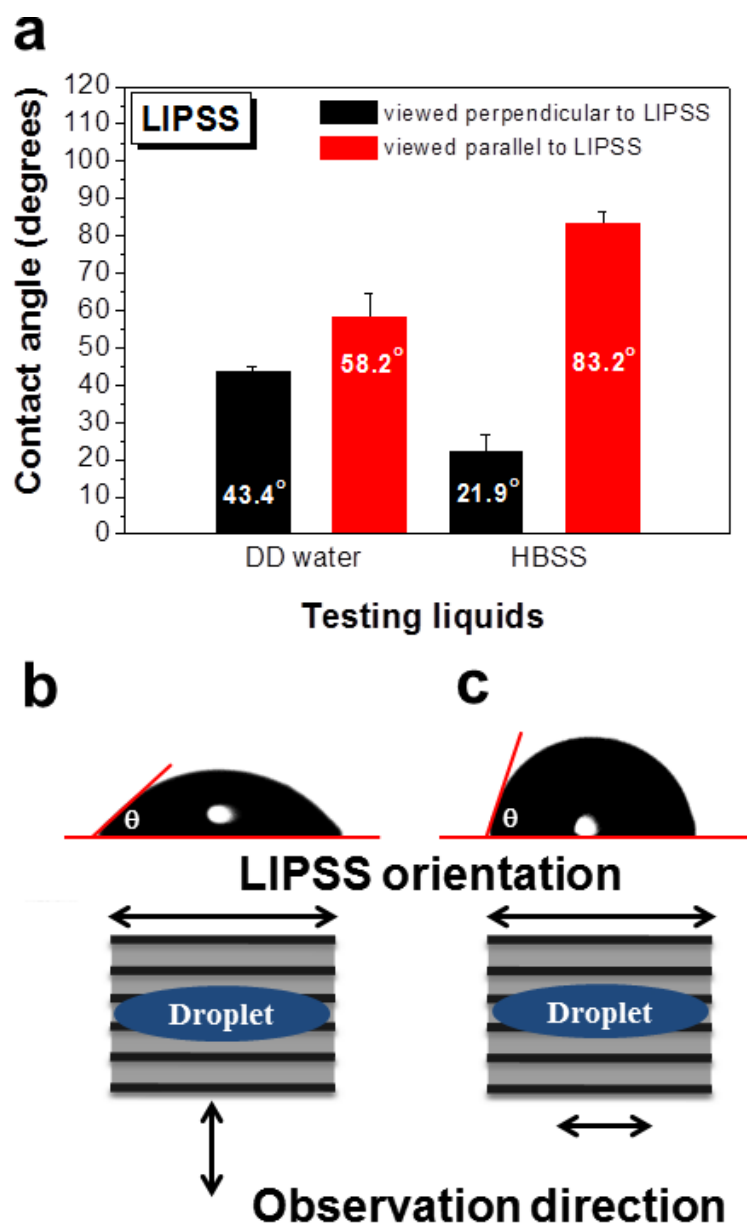 a
LIPSS
viewed perpendicular to LIPSS
viewed parallel to LIPSS
Contact angle (degrees)
120
110
100
90
80
70
60
50
40
30
20
10
0
43.4°
58.2°
21.9°
83.2°
DD water
HBSS
Testing liquids
b
c
θ
θ
LIPSS orientation
Droplet
Droplet
Observation direction